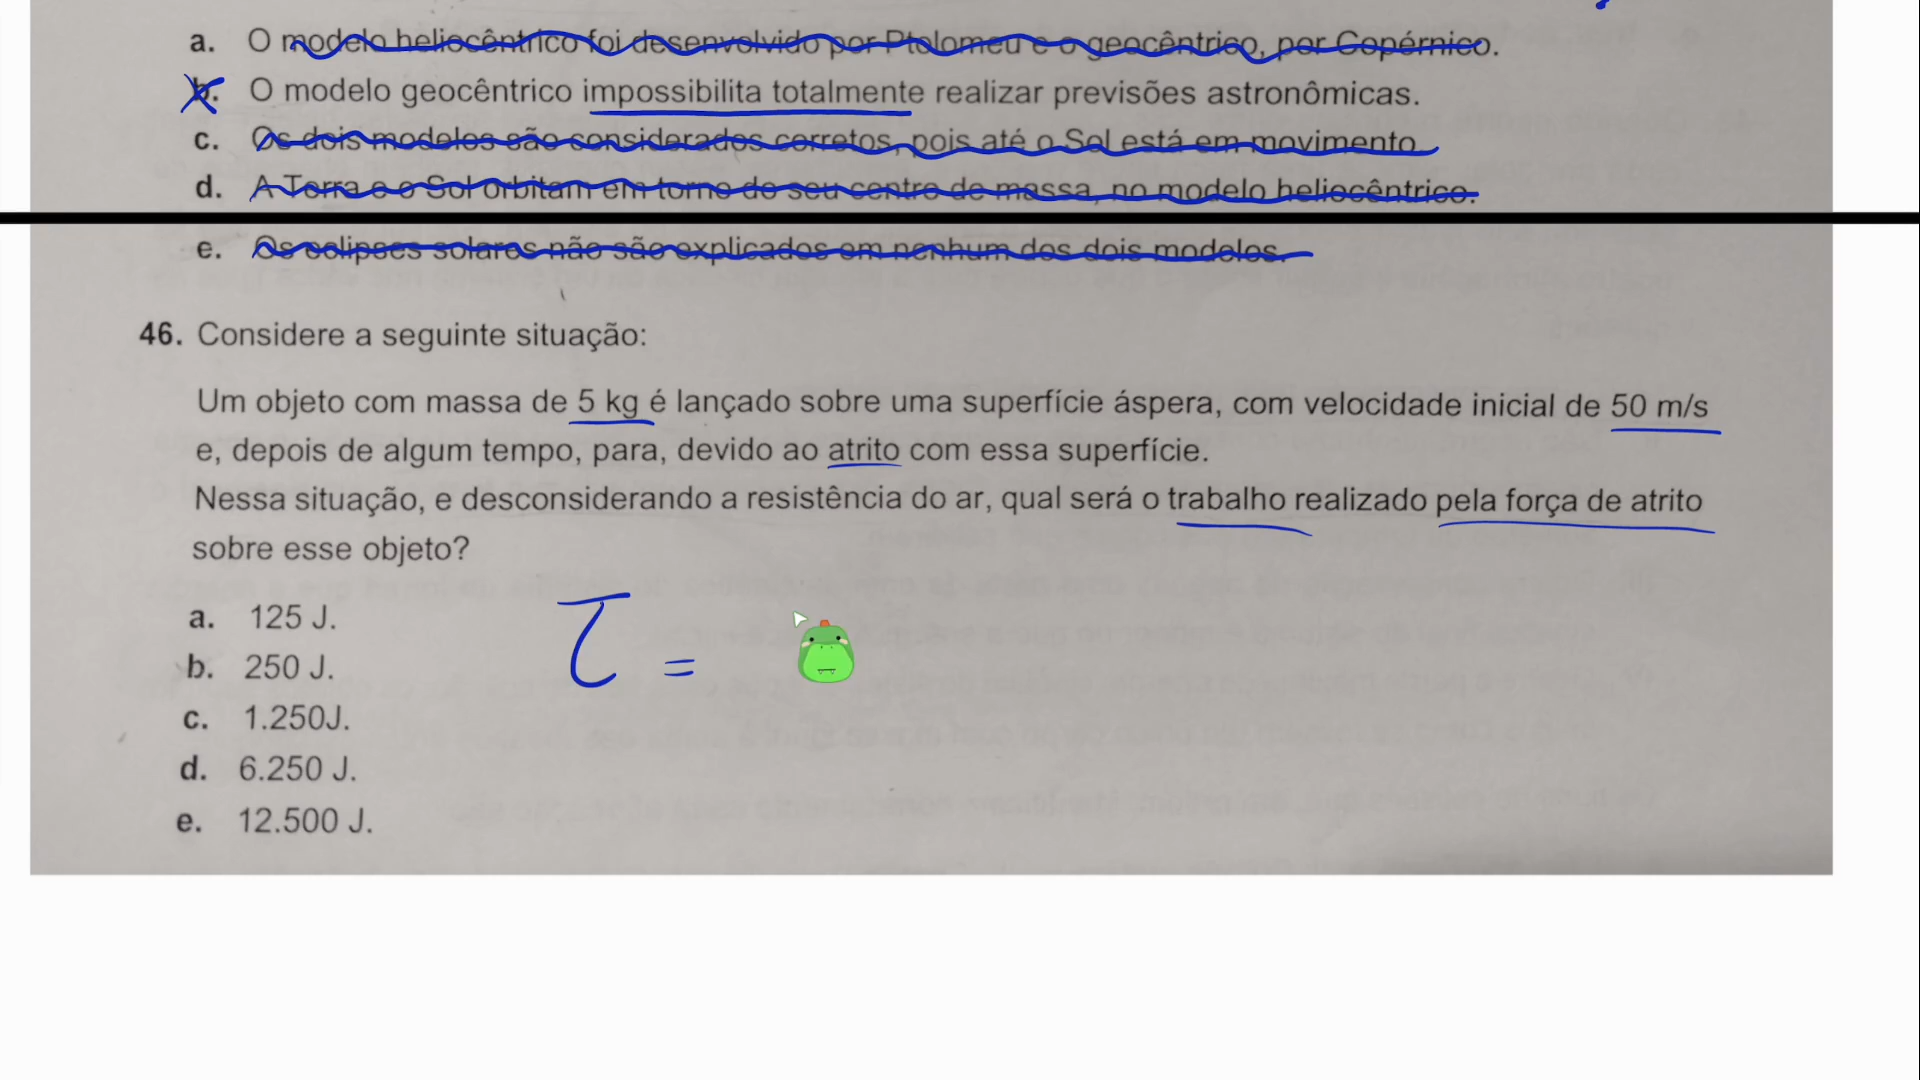 a. O modelo heliocêntrico foi desenvolvido por Ptolomeu e o geocêntrico, por Copérnico.
b. O modelo geocêntrico impossibilita totalmente realizar previsões astronômicas.
c. Os dois modelos são considerados corretos, pois até o Sol está em movimento.
d. A Terra e o Sol orbitam em torno do seu centro de massa, no modelo heliocêntrico.
e. Os eclipses solares não são explicados em nenhum dos dois modelos.
46. Considere a seguinte situação:
Um objeto com massa de 5 kg é lançado sobre uma superfície áspera, com velocidade inicial de 50 m/s
e, depois de algum tempo, para, devido ao atrito com essa superfície.
Nessa situação, e desconsiderando a resistência do ar, qual será o trabalho realizado pela força de atrito
sobre esse objeto?
a. 125 J.
b. 250 J.
c. 1.250J.
d. 6.250 J.
e. 12.500 J.
τ =